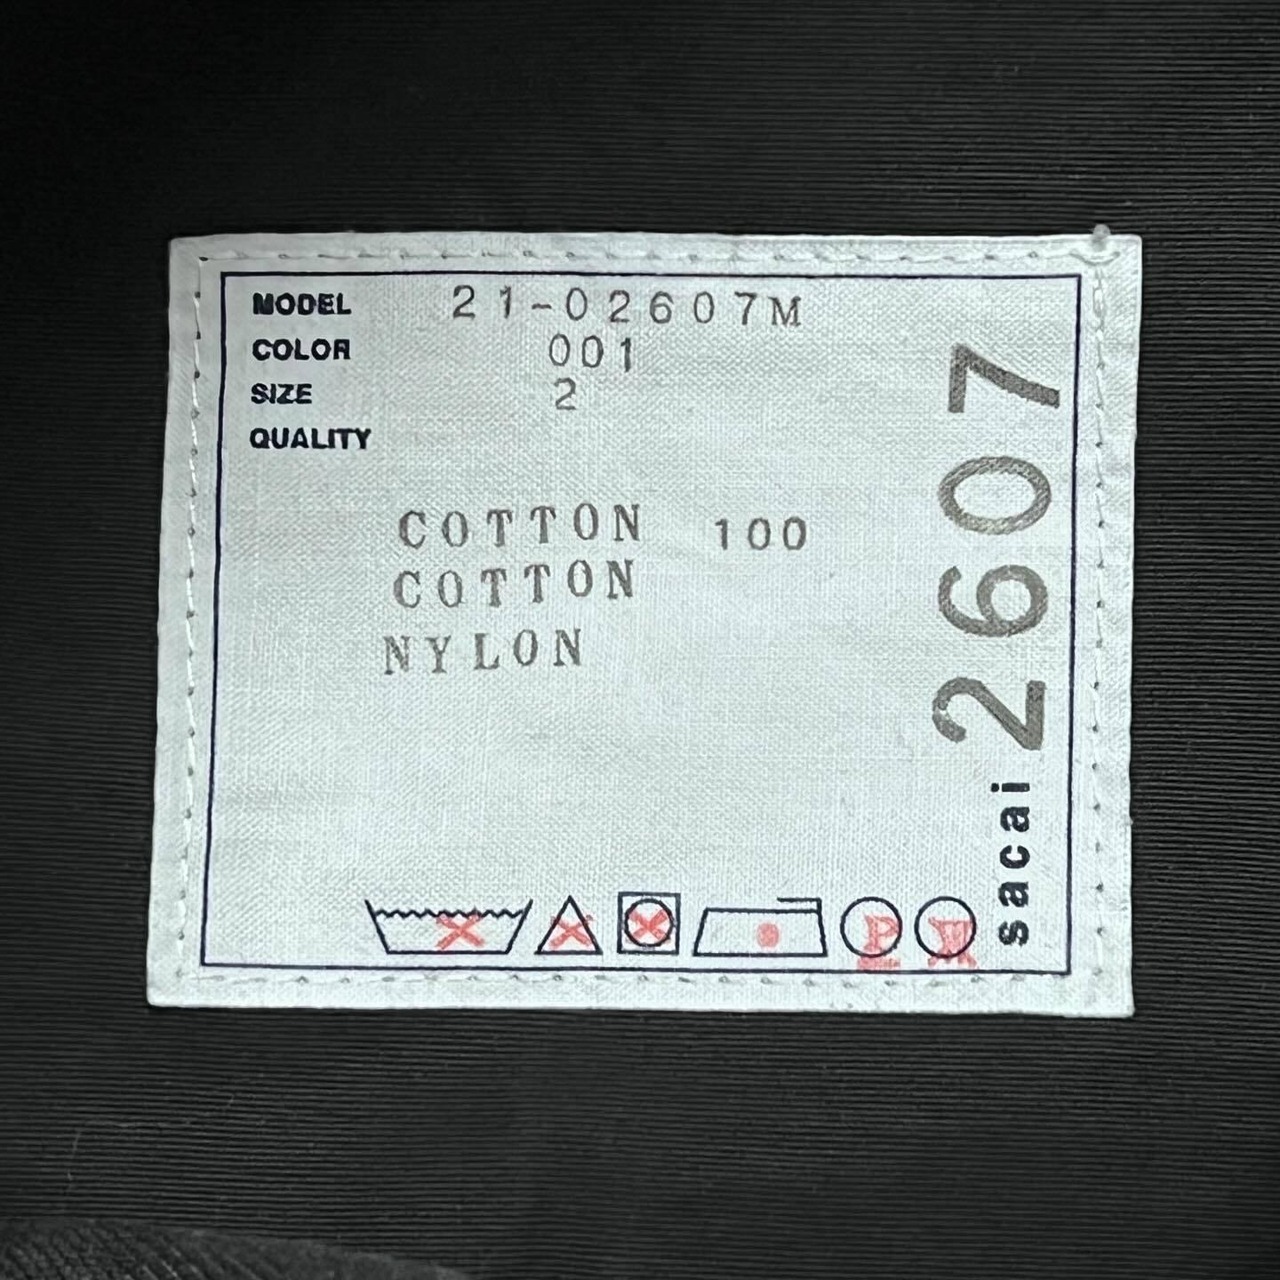 MODEL 21-02607M
COLOR 001
SIZE 2
QUALITY
COTTON 100
COTTON
NYLON
P
W
sacai 2607